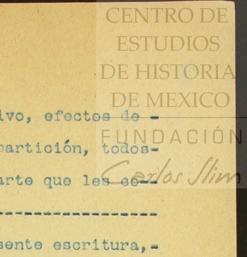 CENTRO DE
ESTUDIOS
DE HISTORIA
DE MEXICO
FUNDACIÓN
Carlos Slim
ivo, efectos de -
partición, todos-
arte que les co--
-----------------
sente escritura,-